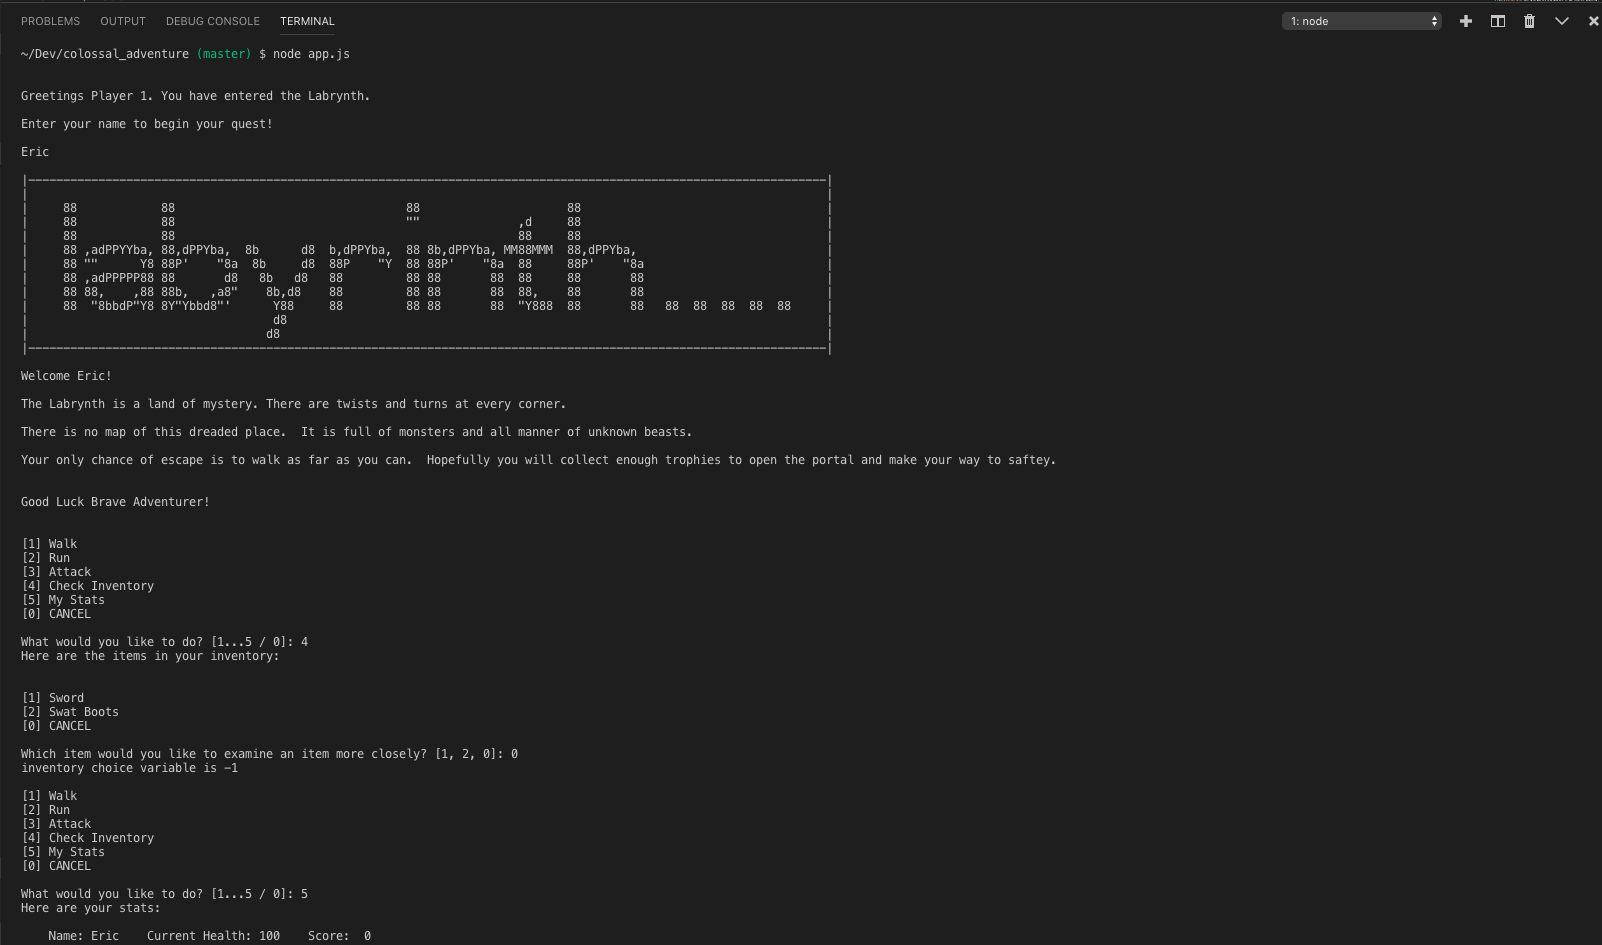 PROBLEMS OUTPUT DEBUG CONSOLE TERMINAL 1: node
~/Dev/colossal_adventure (master) $ node app.js
Greetings Player 1. You have entered the Labrynth.
Enter your name to begin your quest!
Eric
|------------------------------------------------------------------------------------------------------------------|
|                                                                                                                  |
|     88            88                                 88                     88                                   |
|     88            88                                 ""              ,d     88                                   |
|     88            88                                                 88     88                                   |
|     88 ,adPPYYba, 88,dPPYba,  8b      d8  b,dPPYba,  88 8b,dPPYba, MM88MMM  88,dPPYba,                           |
|     88 ""      Y8 88P'    "8a  8b     d8  88P    "Y  88 88P'    "8a  88     88P'    "8a                          |
|     88 ,adPPPPP88 88       d8   8b   d8   88         88 88       88  88     88       88                          |
|     88 88,    ,88 88b,   ,a8"    8b,d8    88         88 88       88  88,    88       88                          |
|     88  "8bbdP"Y8 8Y"Ybbd8"'      Y88     88         88 88       88  "Y888  88       88   88  88  88  88  88     |
|                                   d8                                                                             |
|                                  d8                                                                              |
|------------------------------------------------------------------------------------------------------------------|
Welcome Eric!
The Labrynth is a land of mystery. There are twists and turns at every corner.
There is no map of this dreaded place.  It is full of monsters and all manner of unknown beasts.
Your only chance of escape is to walk as far as you can.  Hopefully you will collect enough trophies to open the portal and make your way to saftey.
Good Luck Brave Adventurer!
[1] Walk
[2] Run
[3] Attack
[4] Check Inventory
[5] My Stats
[0] CANCEL
What would you like to do? [1...5 / 0]: 4
Here are the items in your inventory:
[1] Sword
[2] Swat Boots
[0] CANCEL
Which item would you like to examine an item more closely? [1, 2, 0]: 0
inventory choice variable is -1
[1] Walk
[2] Run
[3] Attack
[4] Check Inventory
[5] My Stats
[0] CANCEL
What would you like to do? [1...5 / 0]: 5
Here are your stats:
Name: Eric    Current Health: 100    Score:  0